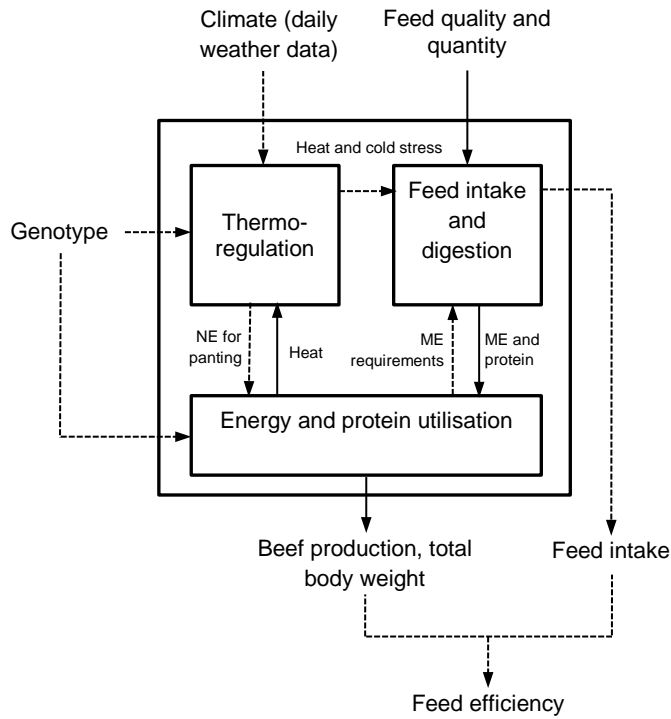 Climate (daily
weather data)
Feed quality and
quantity
Heat and cold stress
Thermo-
regulation
Feed intake
and
digestion
Genotype
NE for
panting
Heat
ME
requirements
ME and
protein
Energy and protein utilisation
Beef production, total
body weight
Feed intake
Feed efficiency